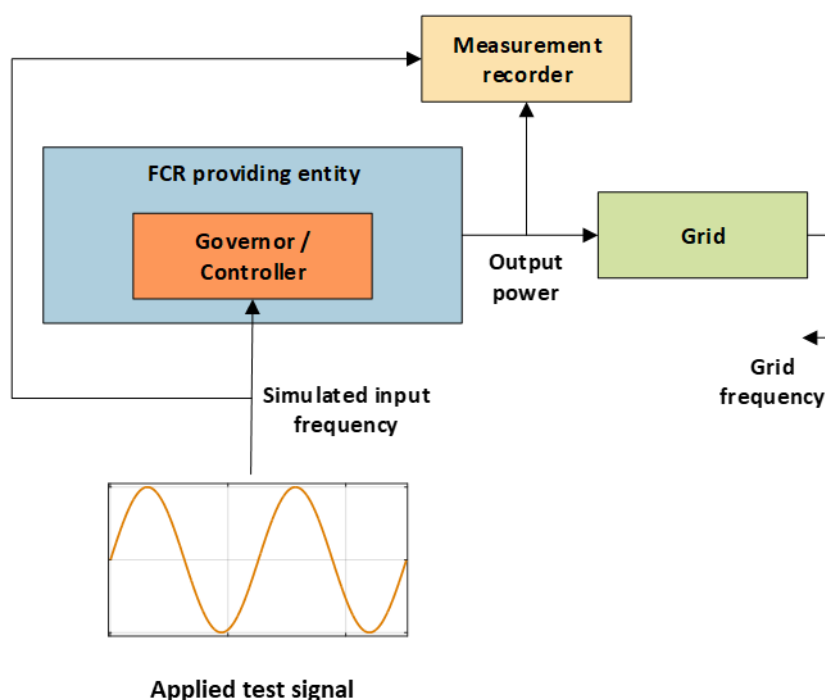 Measurement
recorder
FCR providing entity
Governor /
Controller
Grid
Output
power
Grid
frequency
Simulated input
frequency
Applied test signal